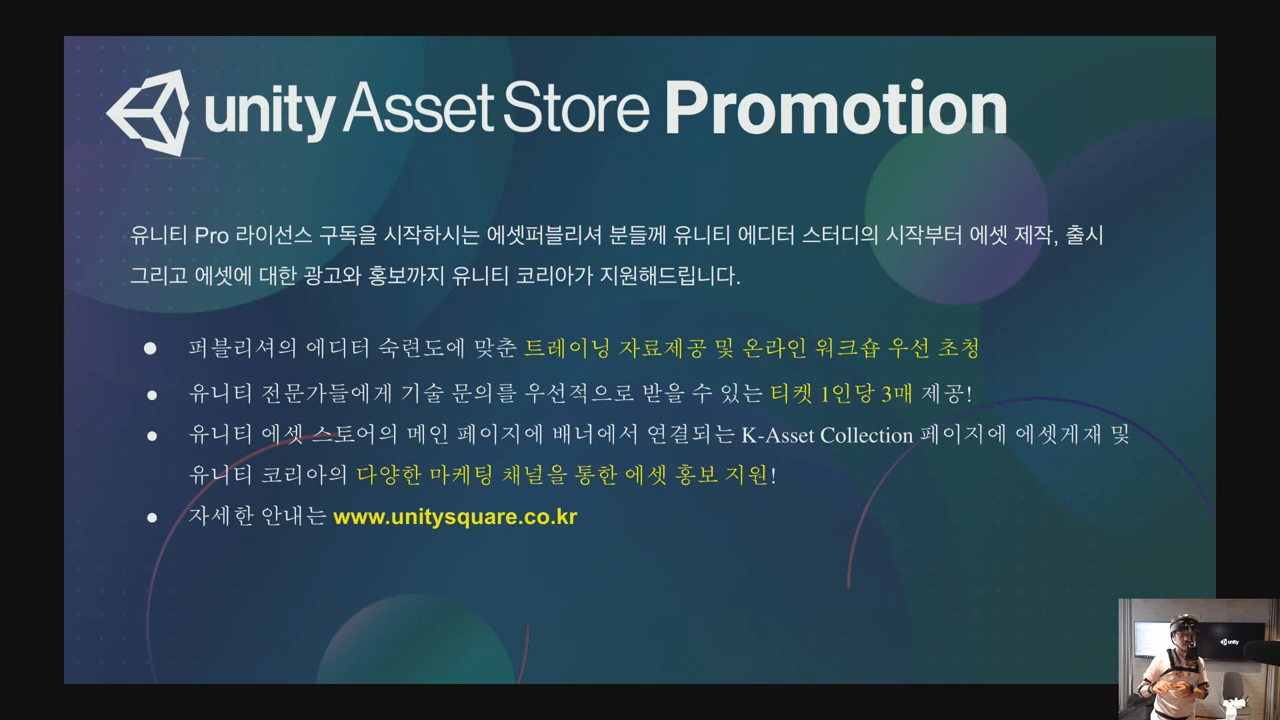 unity Asset Store Promotion
유니티 Pro 라이선스 구독을 시작하시는 에셋퍼블리셔 분들께 유니티 에디터 스터디의 시작부터 에셋 제작, 출시
그리고 에셋에 대한 광고와 홍보까지 유니티 코리아가 지원해드립니다.
● 퍼블리셔의 에디터 숙련도에 맞춘 트레이닝 자료제공 및 온라인 워크숍 우선 초청
● 유니티 전문가들에게 기술 문의를 우선적으로 받을 수 있는 티켓 1인당 3매 제공!
● 유니티 에셋 스토어의 메인 페이지에 배너에서 연결되는 K-Asset Collection 페이지에 에셋게재 및
유니티 코리아의 다양한 마케팅 채널을 통한 에셋 홍보 지원!
● 자세한 안내는 www.unitysquare.co.kr
unity